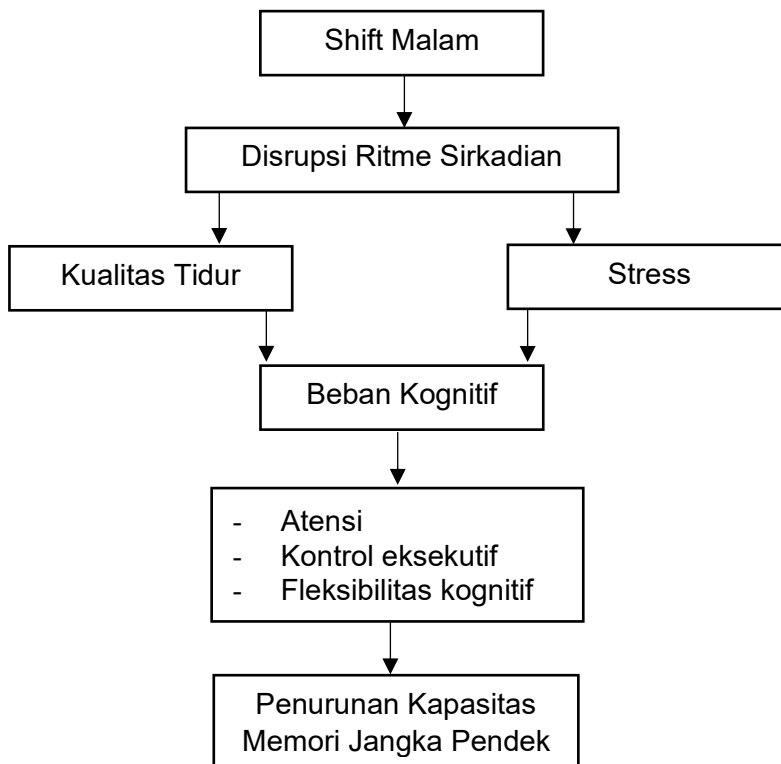 Shift Malam
Disrupsi Ritme Sirkadian
Kualitas Tidur
Stress
Beban Kognitif
- Atensi
- Kontrol eksekutif
- Fleksibilitas kognitif
Penurunan Kapasitas
Memori Jangka Pendek